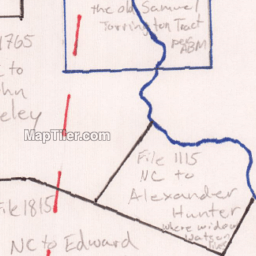 the old Samuel
Torrington Tract
per
ABM
1765
to
hn
eley
MapTiler.com
File 1115
NC to
Alexander
Hunter
where widow
Watson
File 1815
NC to Edward